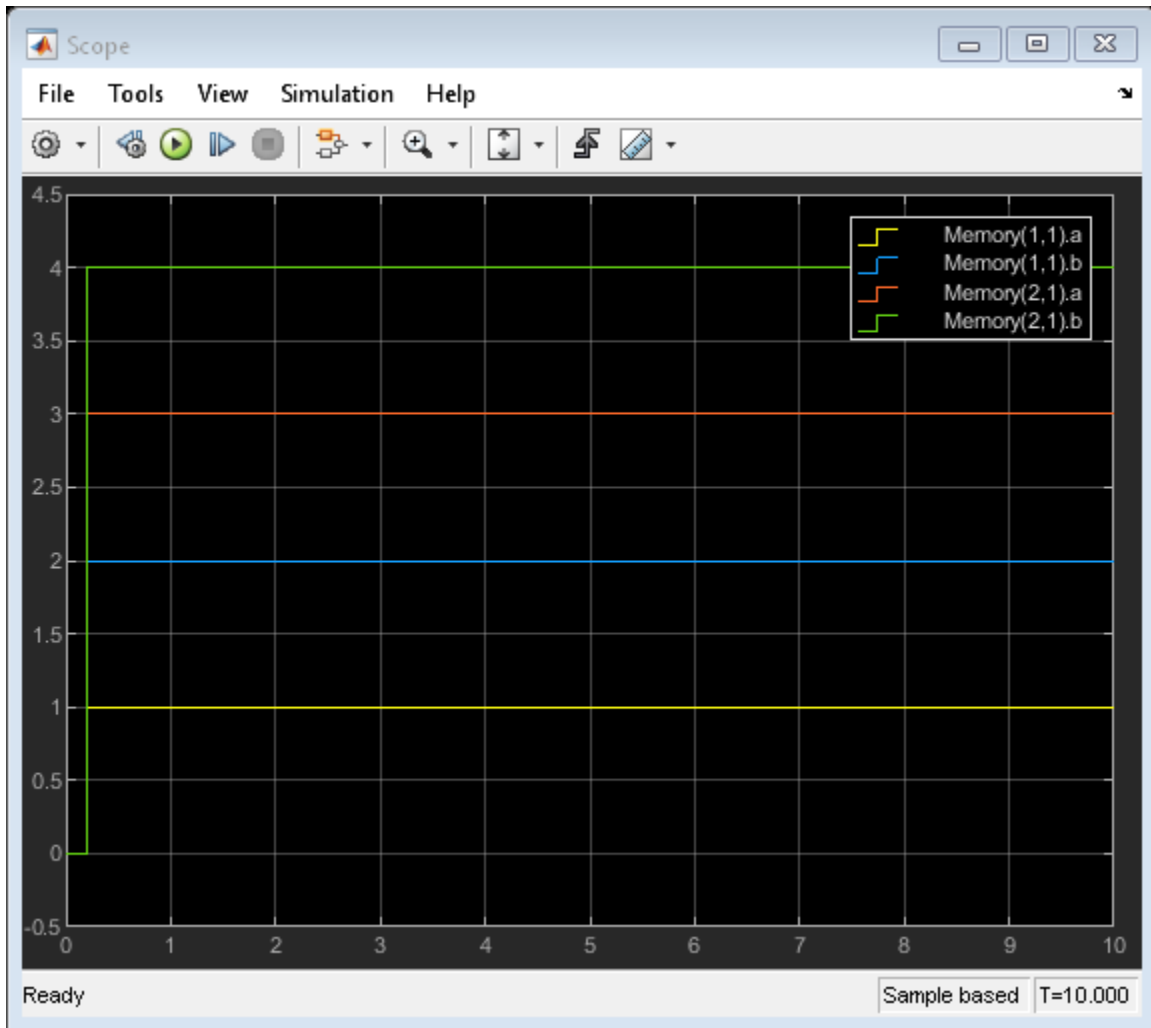 Scope
File Tools View Simulation Help
4.5
4
3.5
3
2.5
2
1.5
1
0.5
0
-0.5
Memory(1,1).a
Memory(1,1).b
Memory(2,1).a
Memory(2,1).b
0 1 2 3 4 5 6 7 8 9 10
Ready Sample based T=10.000